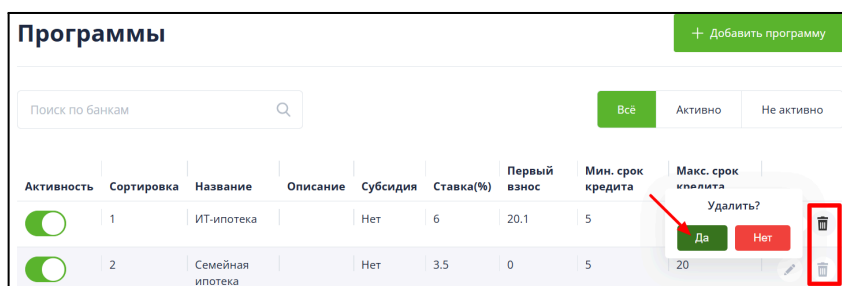 Программы
+ Добавить программу
Поиск по банкам
Всё Активно Не активно
Активность Сортировка Название Описание Субсидия Ставка(%) Первый взнос Мин. срок кредита Макс. срок кредита
Удалить?
Да Нет
1 ИТ-ипотека Нет 6 20.1 5
2 Семейная ипотека Нет 3.5 0 5 20